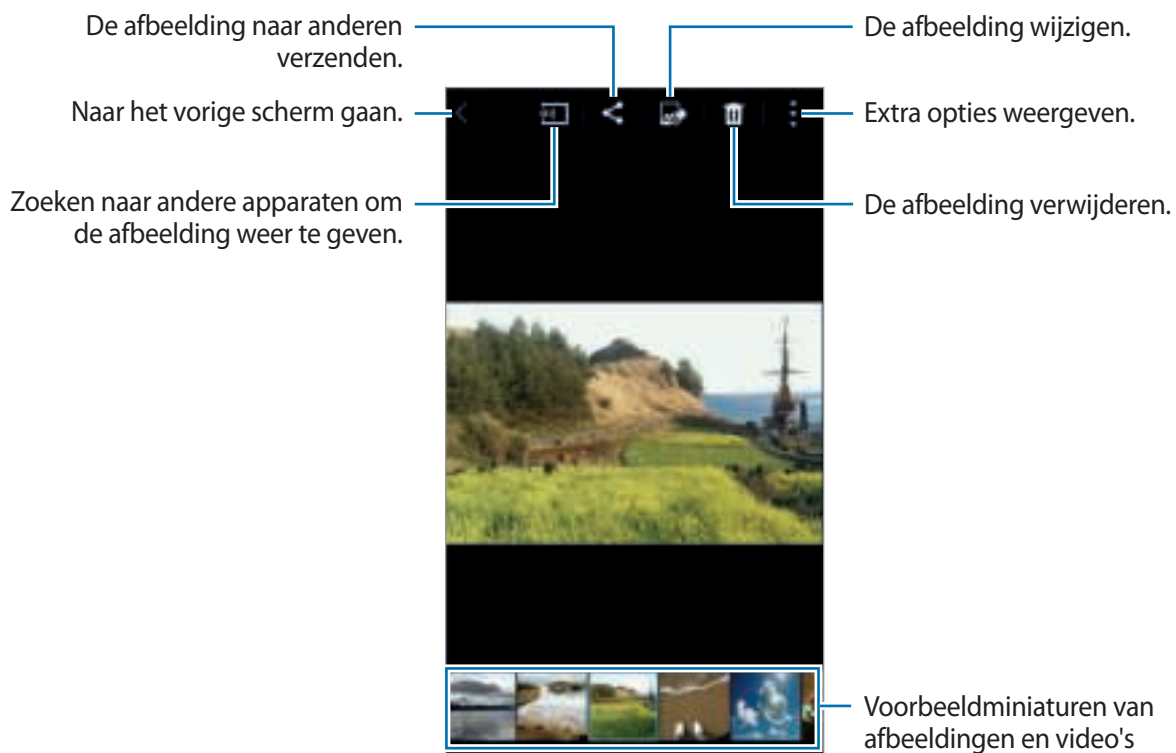 De afbeelding naar anderen
verzenden.
De afbeelding wijzigen.
Naar het vorige scherm gaan.
Extra opties weergeven.
Zoeken naar andere apparaten om
de afbeelding weer te geven.
De afbeelding verwijderen.
Voorbeeldminiaturen van
afbeeldingen en video's